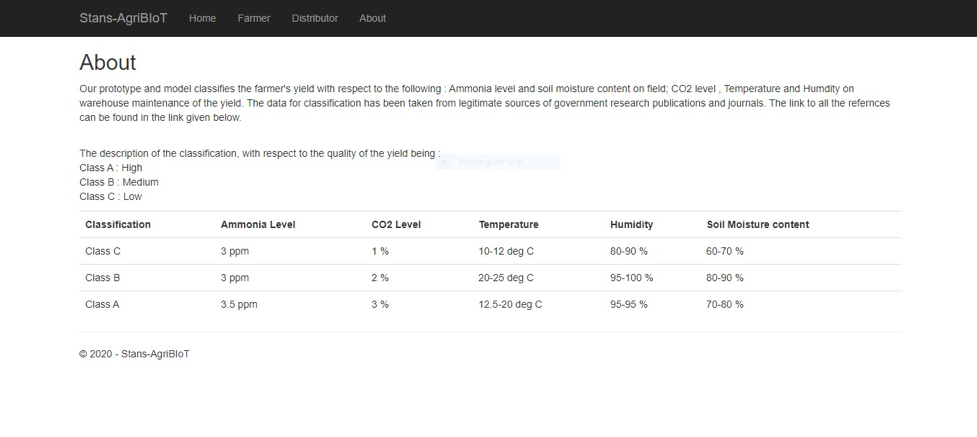 Stans-AgriBIoT Home Farmer Distributor About
About
Our prototype and model classifies the farmer's yield with respect to the following : Ammonia level and soil moisture content on field; CO2 level , Temperature and Humdity on
warehouse maintenance of the yield. The data for classification has been taken from legitimate sources of government research publications and journals. The link to all the refernces
can be found in the link given below.
The description of the classification, with respect to the quality of the yield being :
Rectangular Snip
Class A : High
Class B : Medium
Class C : Low
Classification Ammonia Level CO2 Level Temperature Humidity Soil Moisture content
Class C 3 ppm 1 % 10-12 deg C 80-90 % 60-70 %
Class B 3 ppm 2 % 20-25 deg C 95-100 % 80-90 %
Class A 3.5 ppm 3 % 12.5-20 deg C 95-95 % 70-80 %
© 2020 - Stans-AgriBIoT